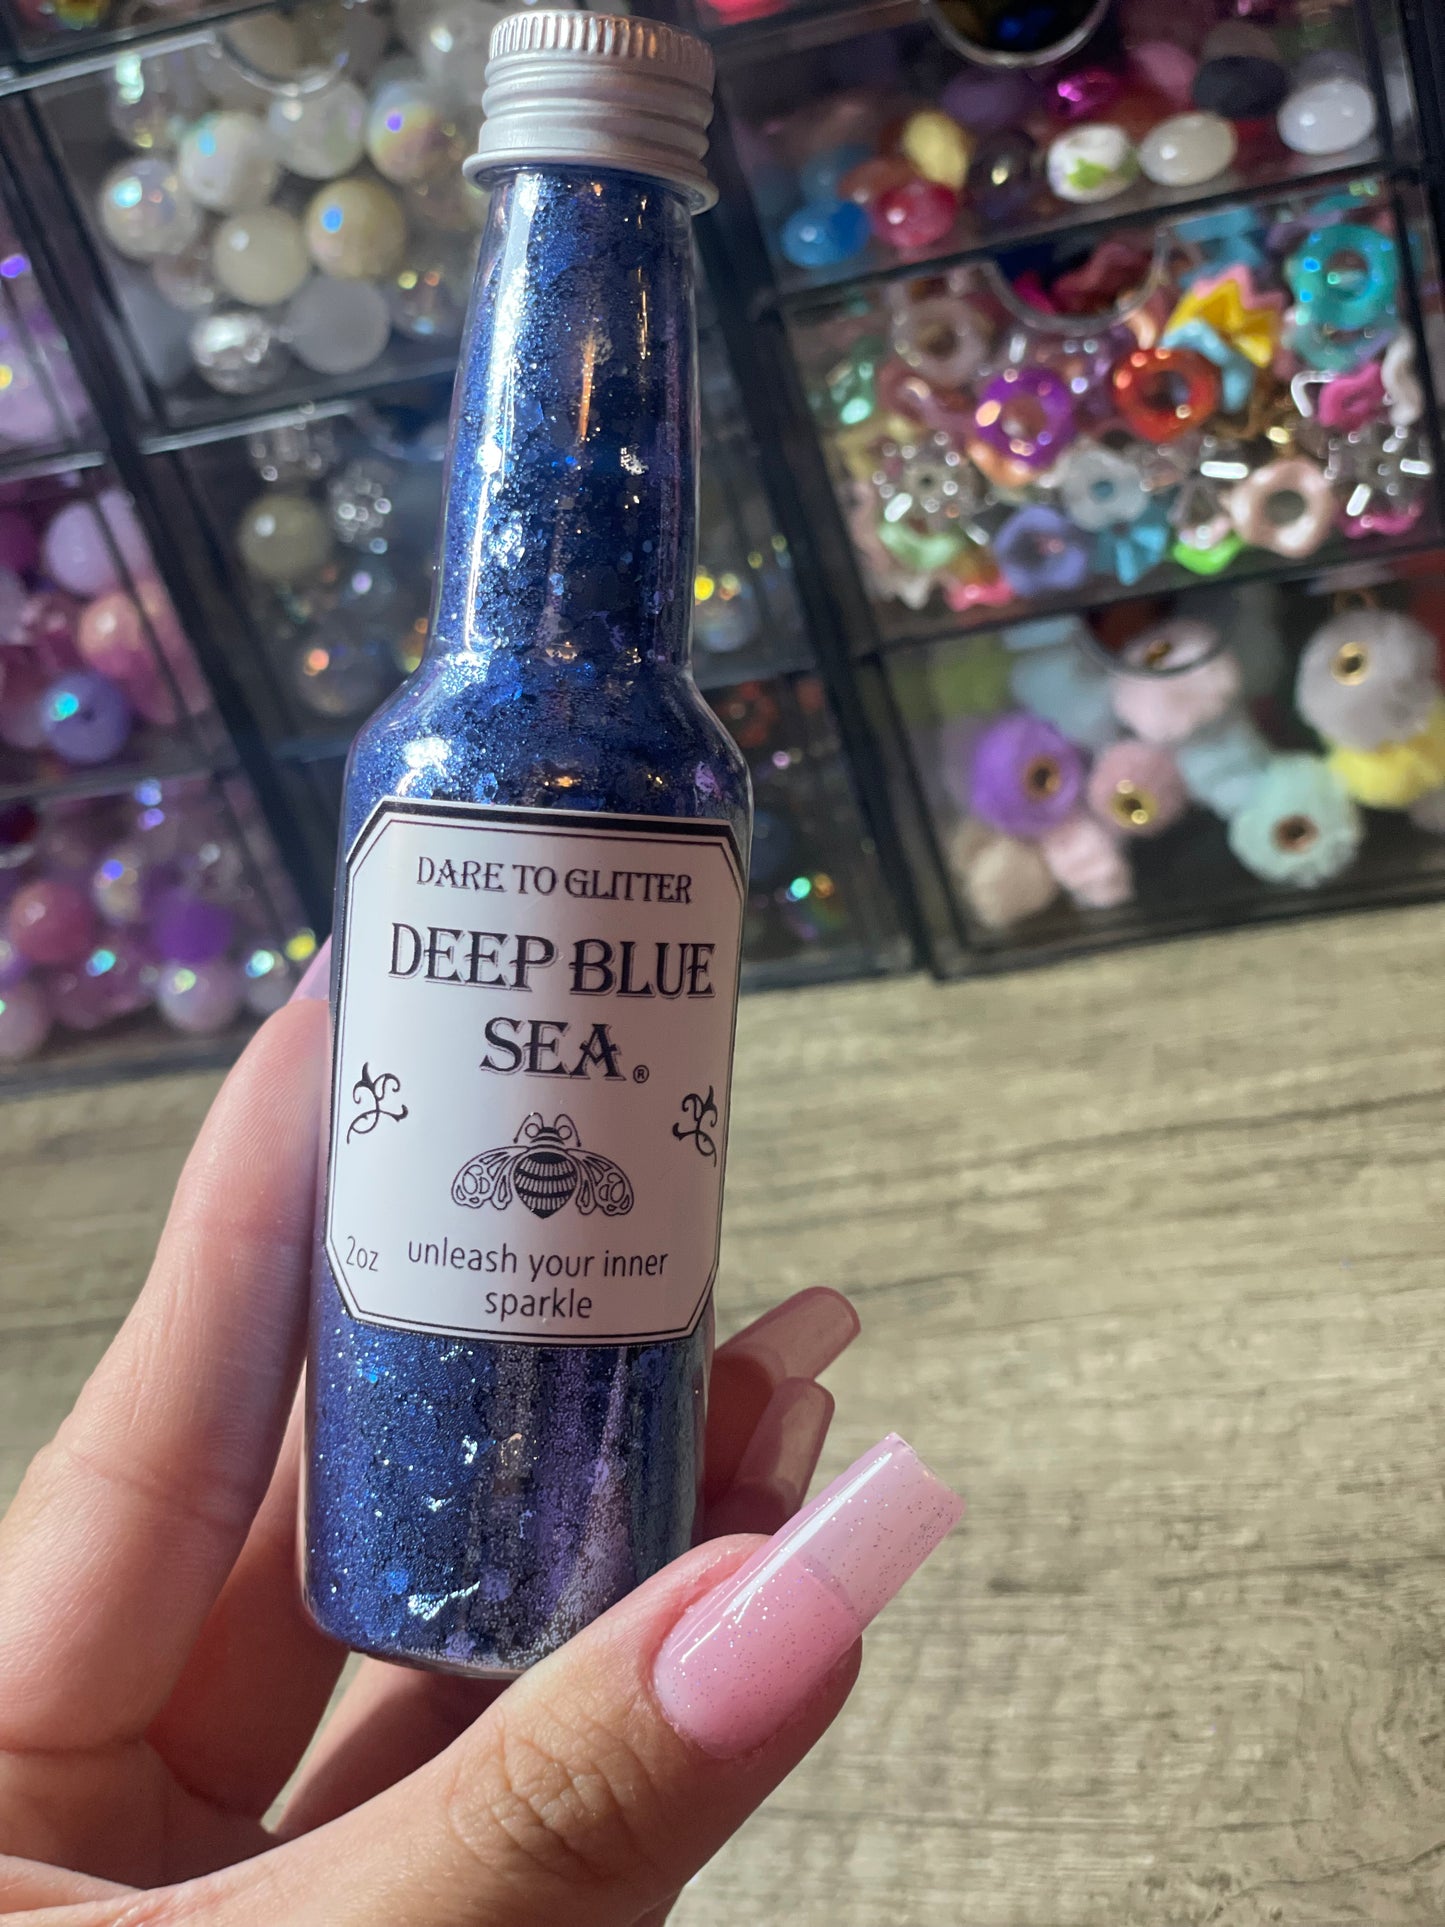 DARE TO GLITTER
DEEP BLUE
SEA®
2oz unleash your inner
sparkle